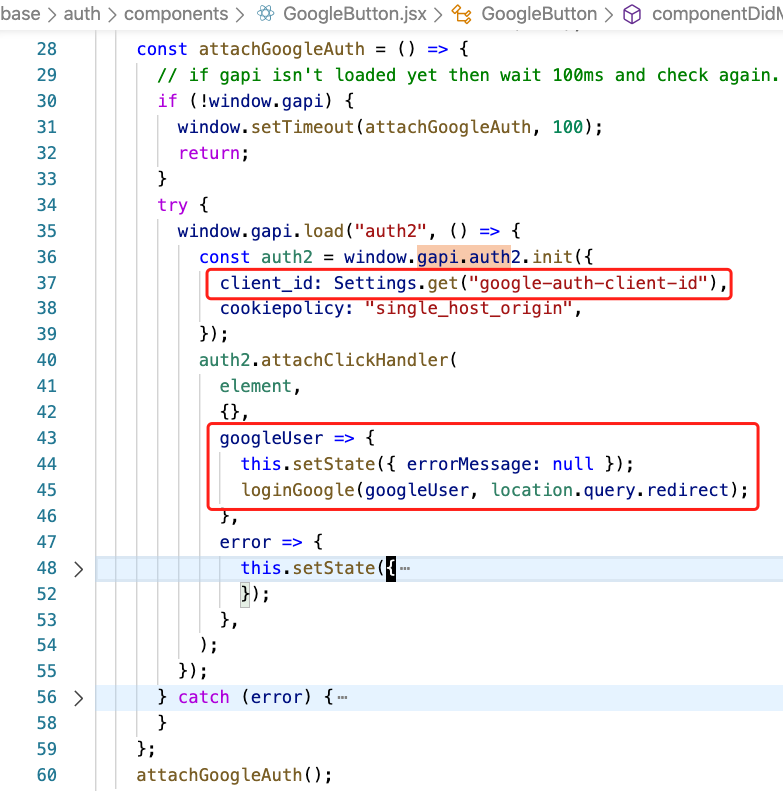 base > auth > components > GoogleButton.jsx > GoogleButton > componentDidM
28 const attachGoogleAuth = () => {
29 // if gapi isn't loaded yet then wait 100ms and check again.
30 if (!window.gapi) {
31 window.setTimeout(attachGoogleAuth, 100);
32 return;
33 }
34 try {
35 window.gapi.load("auth2", () => {
36 const auth2 = window.gapi.auth2.init({
37 client_id: Settings.get("google-auth-client-id"),
38 cookiepolicy: "single_host_origin",
39 });
40 auth2.attachClickHandler(
41 element,
42 {},
43 googleUser => {
44 this.setState({ errorMessage: null });
45 loginGoogle(googleUser, location.query.redirect);
46 },
47 error => {
48 > this.setState({ ⋯
52 });
53 },
54 );
55 });
56 > } catch (error) { ⋯
58 }
59 };
60 attachGoogleAuth();